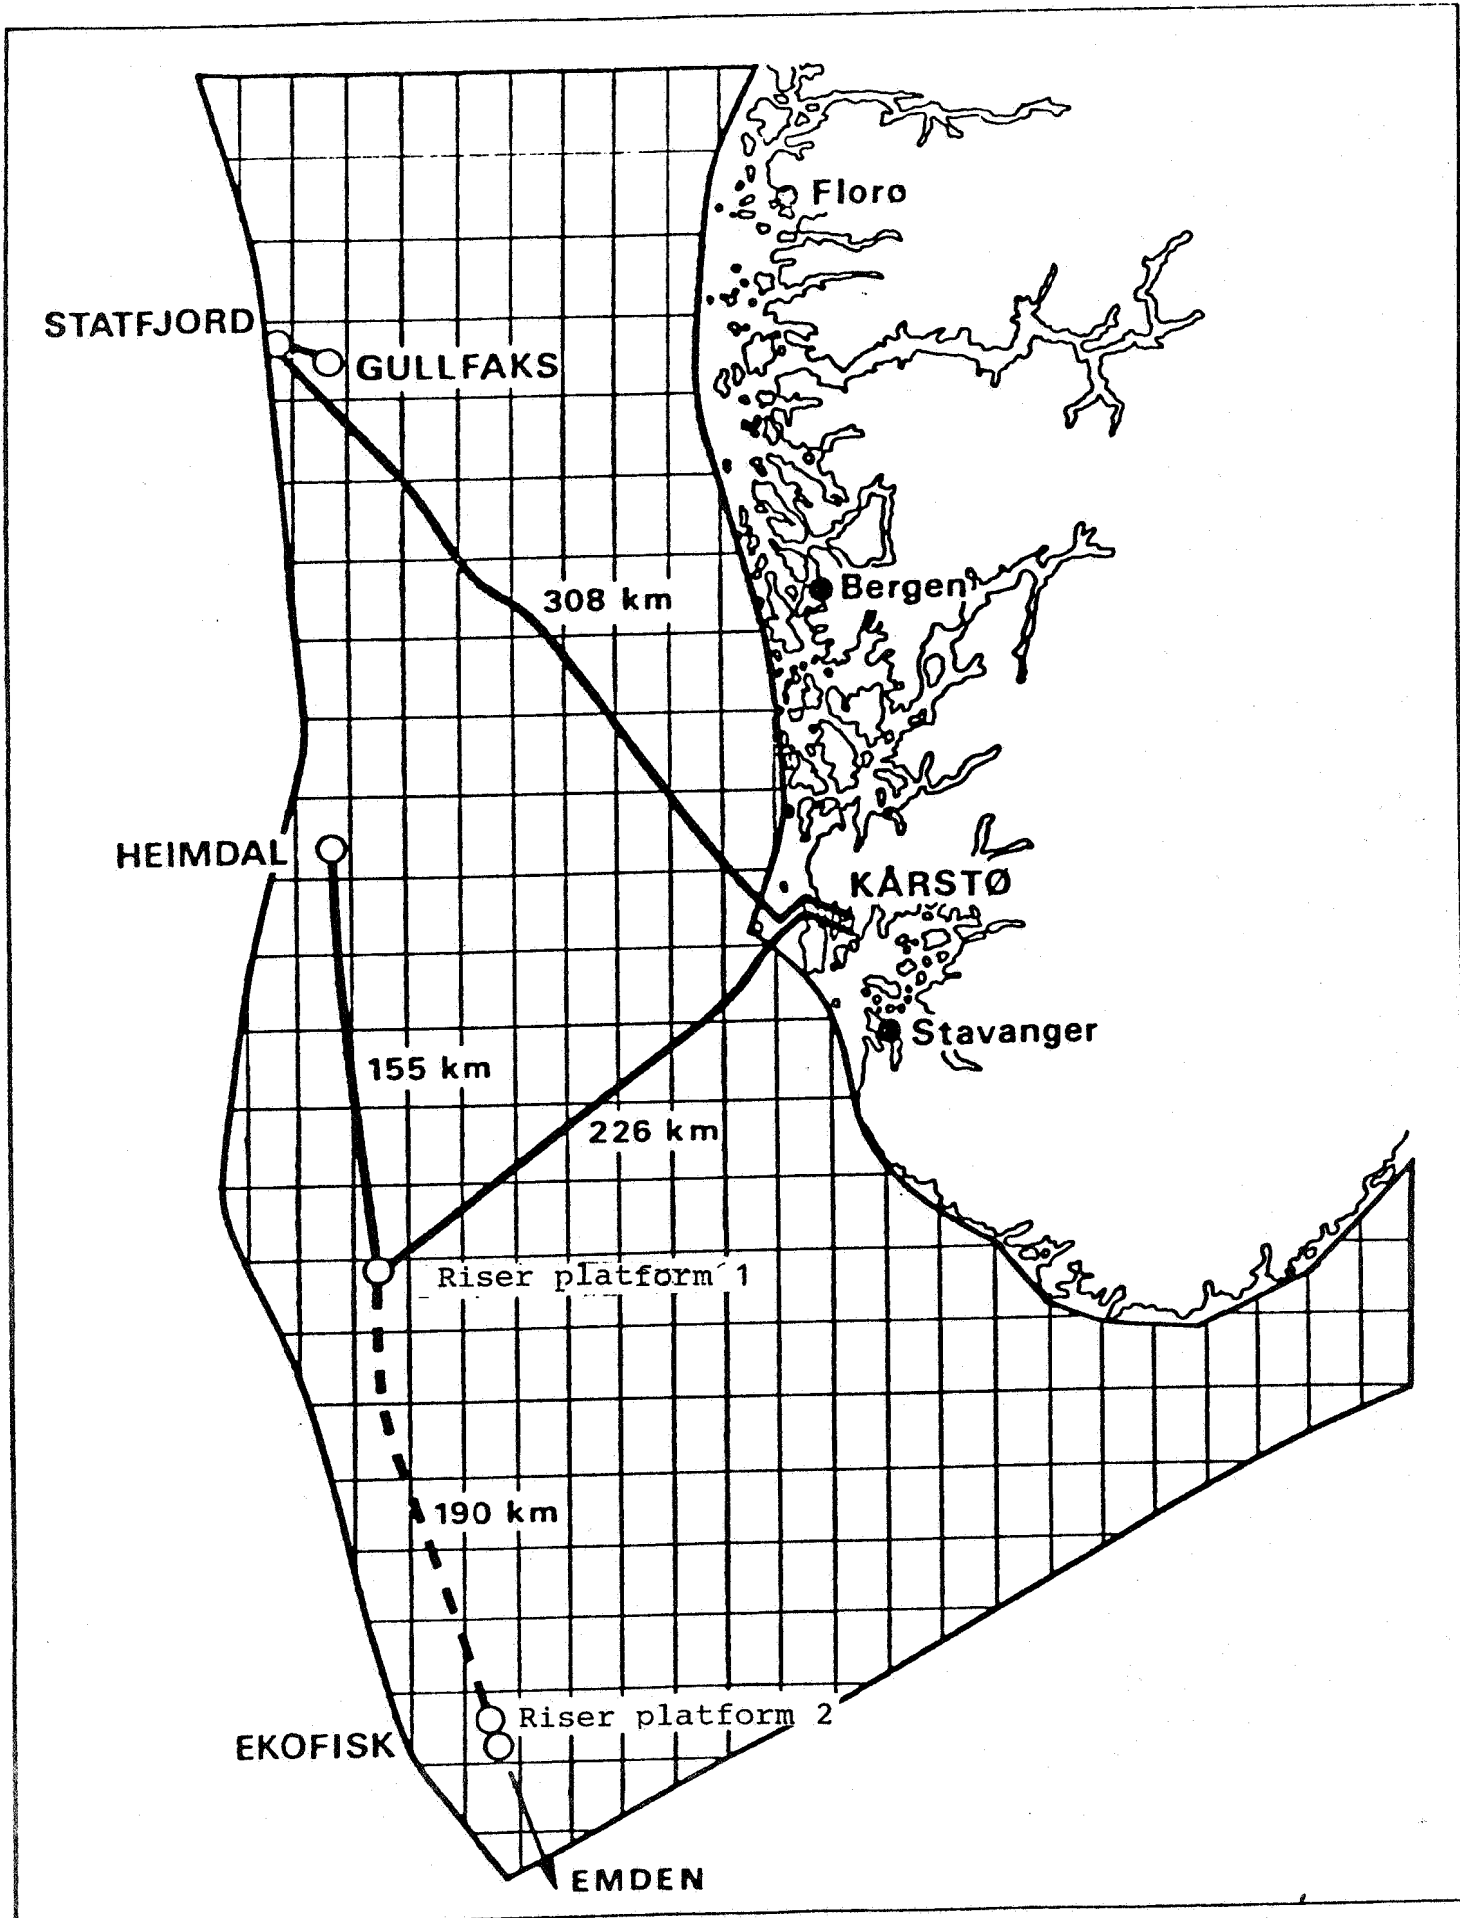 Florø
STATFJORD
GULLFAKS
Bergen
308 km
HEIMDAL
KÅRSTØ
Stavanger
155 km
226 km
Riser platform 1
190 km
Riser platform 2
EKOFISK
EMDEN